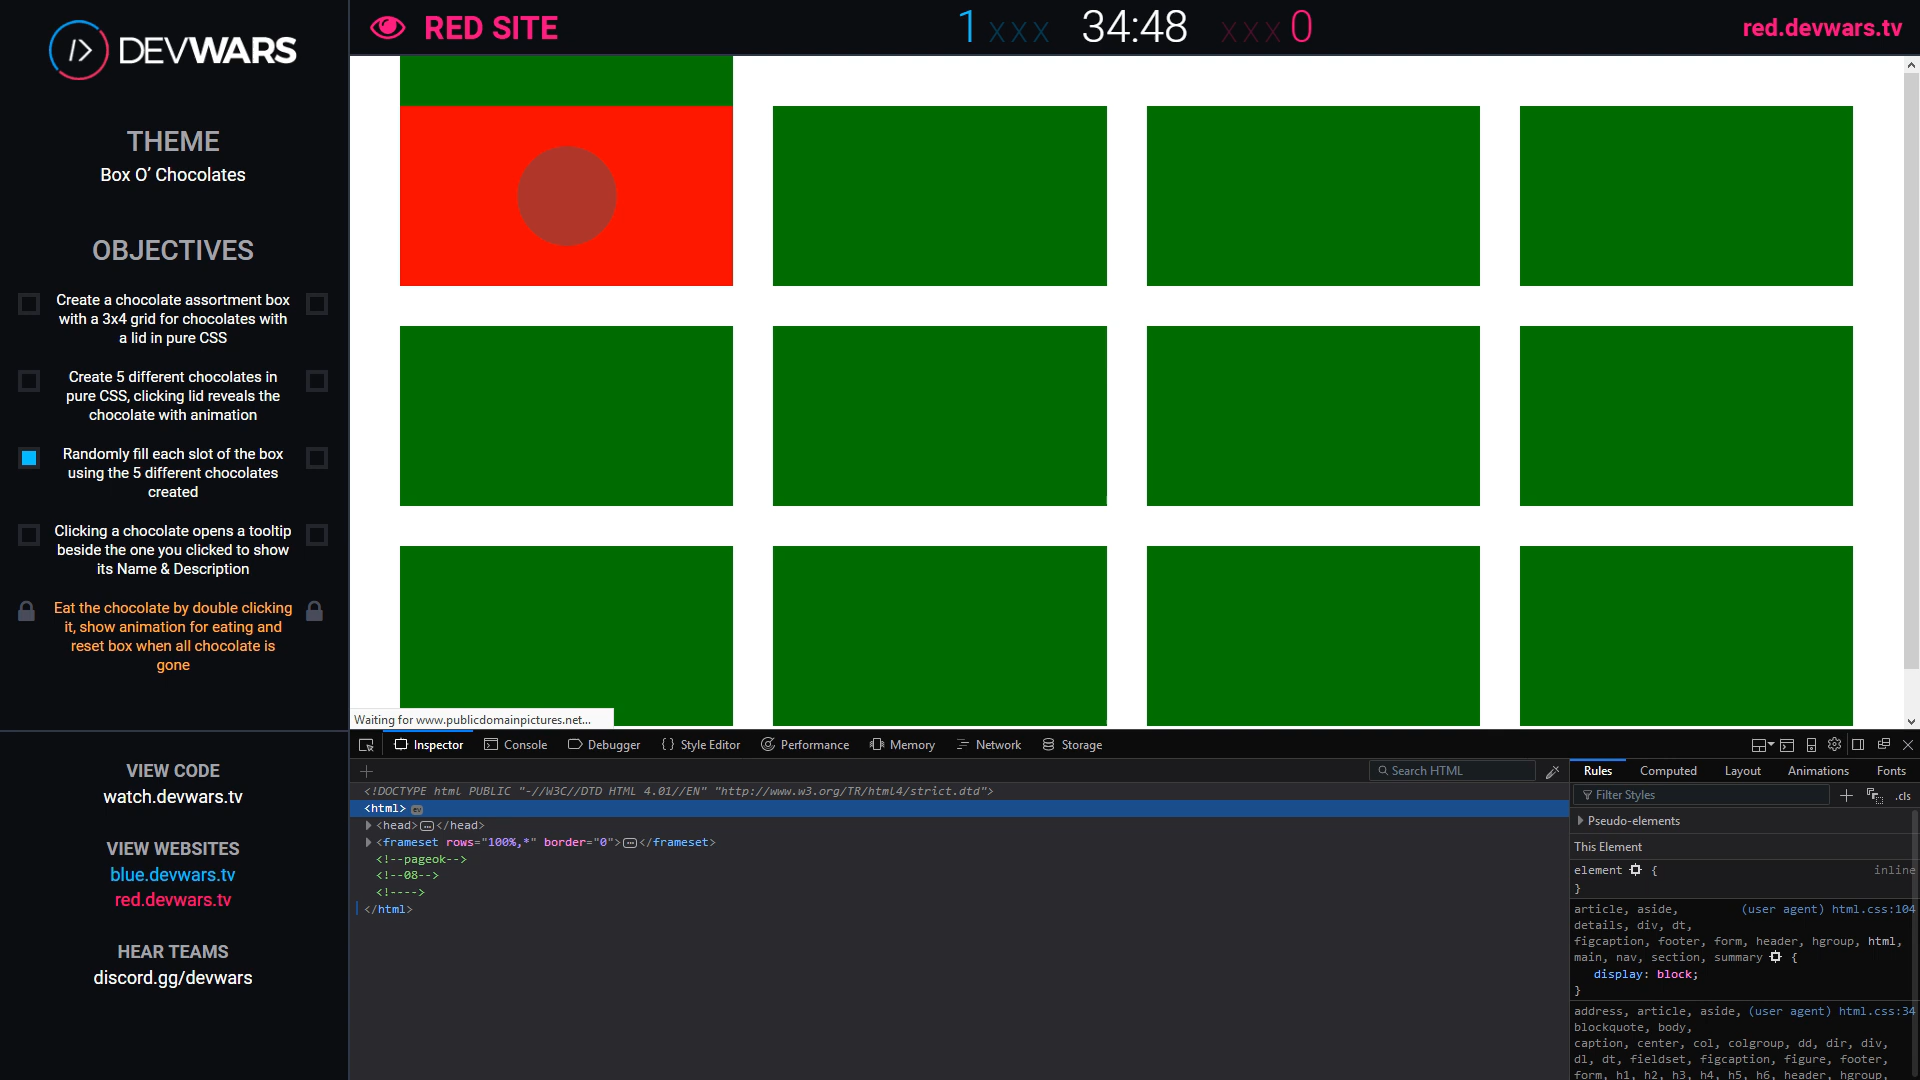 DEVWARS
THEME
Box O’ Chocolates
OBJECTIVES
Create a chocolate assortment box
with a 3x4 grid for chocolates with
a lid in pure CSS
Create 5 different chocolates in
pure CSS, clicking lid reveals the
chocolate with animation
Randomly fill each slot of the box
using the 5 different chocolates
created
Clicking a chocolate opens a tooltip
beside the one you clicked to show
its Name & Description
Eat the chocolate by double clicking
it, show animation for eating and
reset box when all chocolate is
gone
VIEW CODE
watch.devwars.tv
VIEW WEBSITES
blue.devwars.tv
red.devwars.tv
HEAR TEAMS
discord.gg/devwars
RED SITE
1 xxx 34:48 xxx 0
red.devwars.tv
Waiting for www.publicdomainpictures.net...
Inspector Console Debugger {} Style Editor Performance Memory Network Storage
Search HTML
<!DOCTYPE html PUBLIC "-//W3C//DTD HTML 4.01//EN" "http://www.w3.org/TR/html4/strict.dtd">
<html> ev
<head>…</head>
<frameset rows="100%,*" border="0">…</frameset>
<!--pageok-->
<!--08-->
<!---->
</html>
Rules Computed Layout Animations Fonts
Filter Styles + .cls
Pseudo-elements
This Element
element { inline
}
article, aside, (user agent) html.css:104
details, div, dt,
figcaption, footer, form, header, hgroup, html,
main, nav, section, summary {
display: block;
}
address, article, aside, (user agent) html.css:34
blockquote, body,
caption, center, col, colgroup, dd, dir, div,
dl, dt, fieldset, figcaption, figure, footer,
form, h1, h2, h3, h4, h5, h6, header, hgroup,